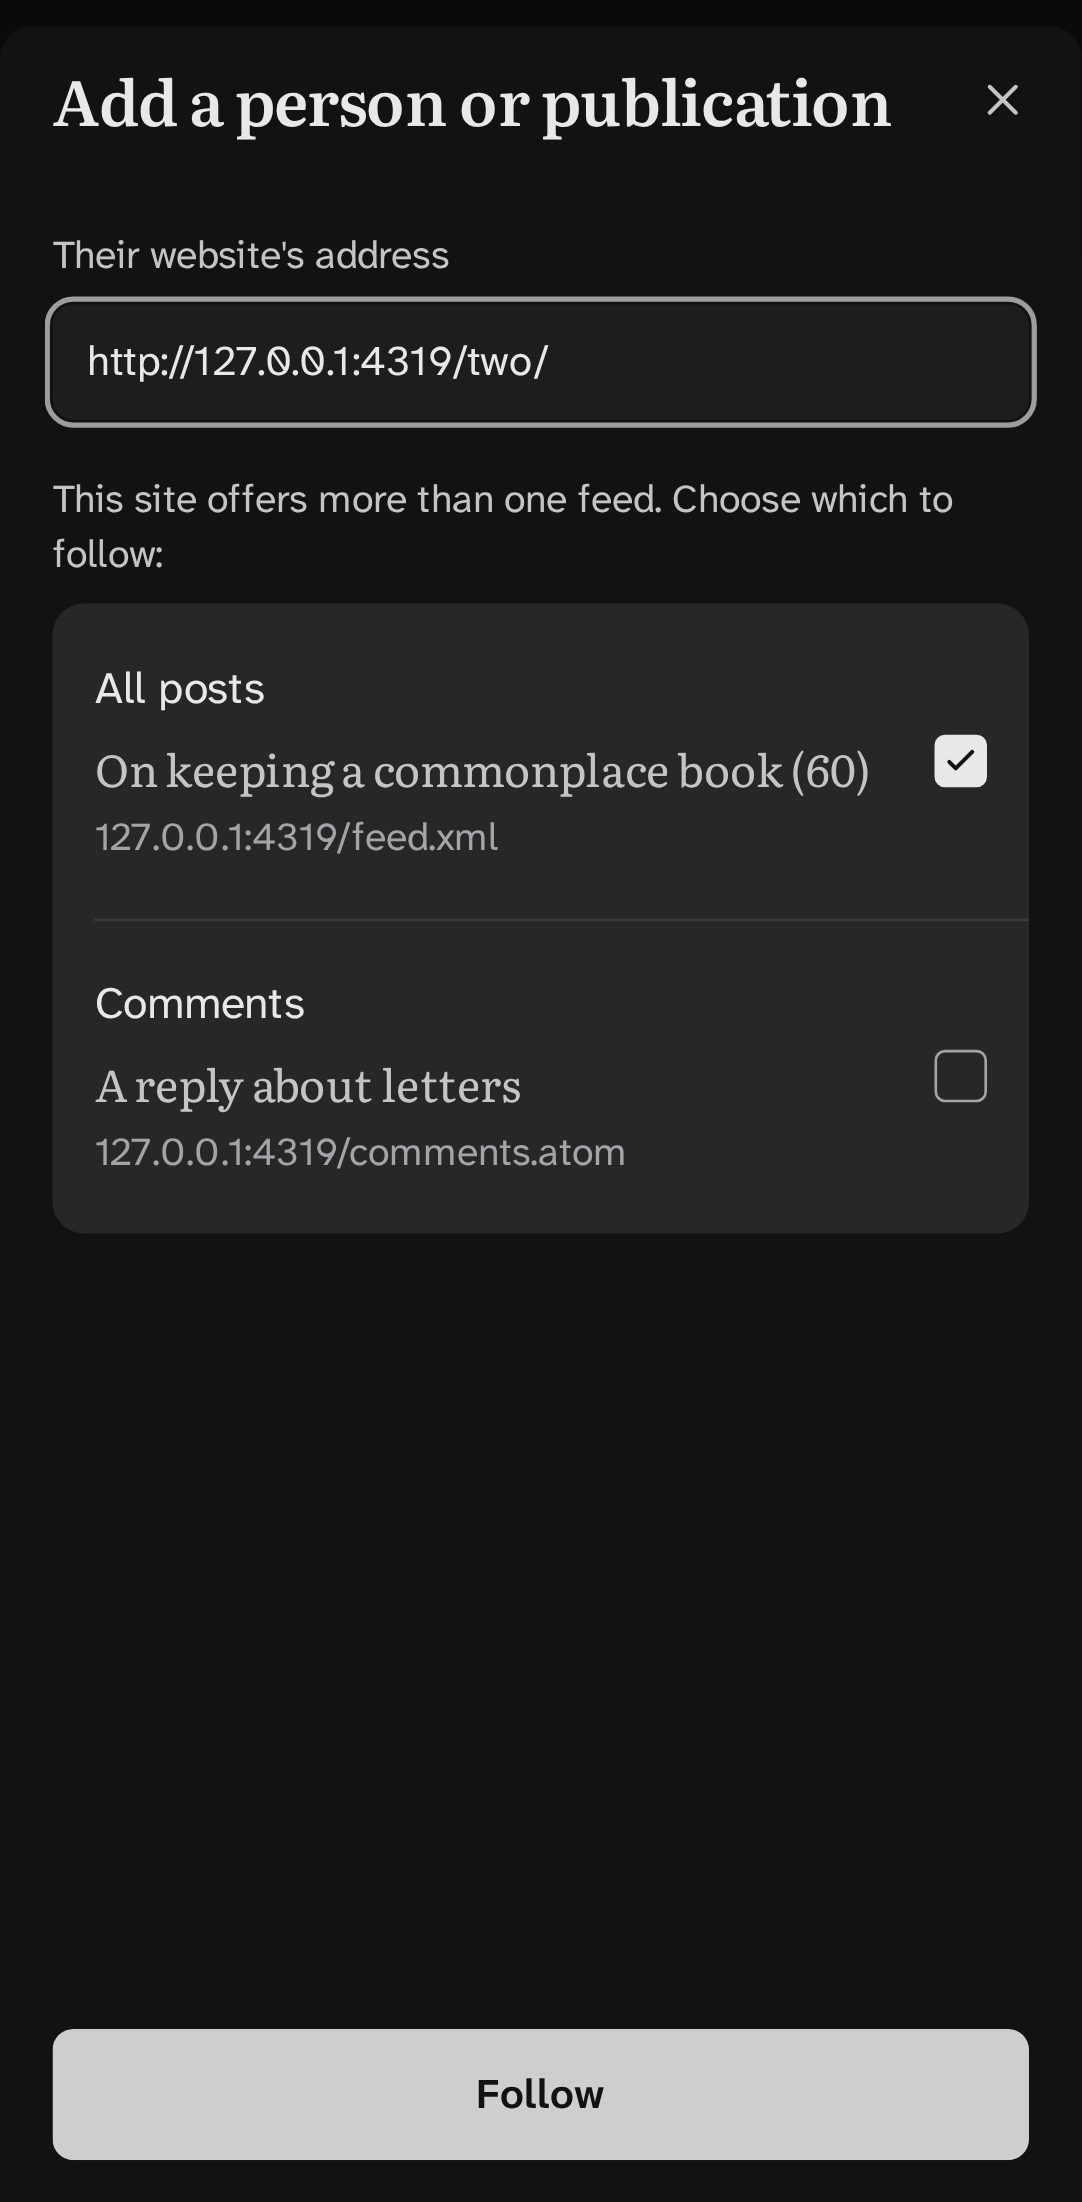 Add a person or publication
Their website's address
http://127.0.0.1:4319/two/
This site offers more than one feed. Choose which to
follow:
All posts
On keeping a commonplace book (60)
127.0.0.1:4319/feed.xml
Comments
A reply about letters
127.0.0.1:4319/comments.atom
Follow